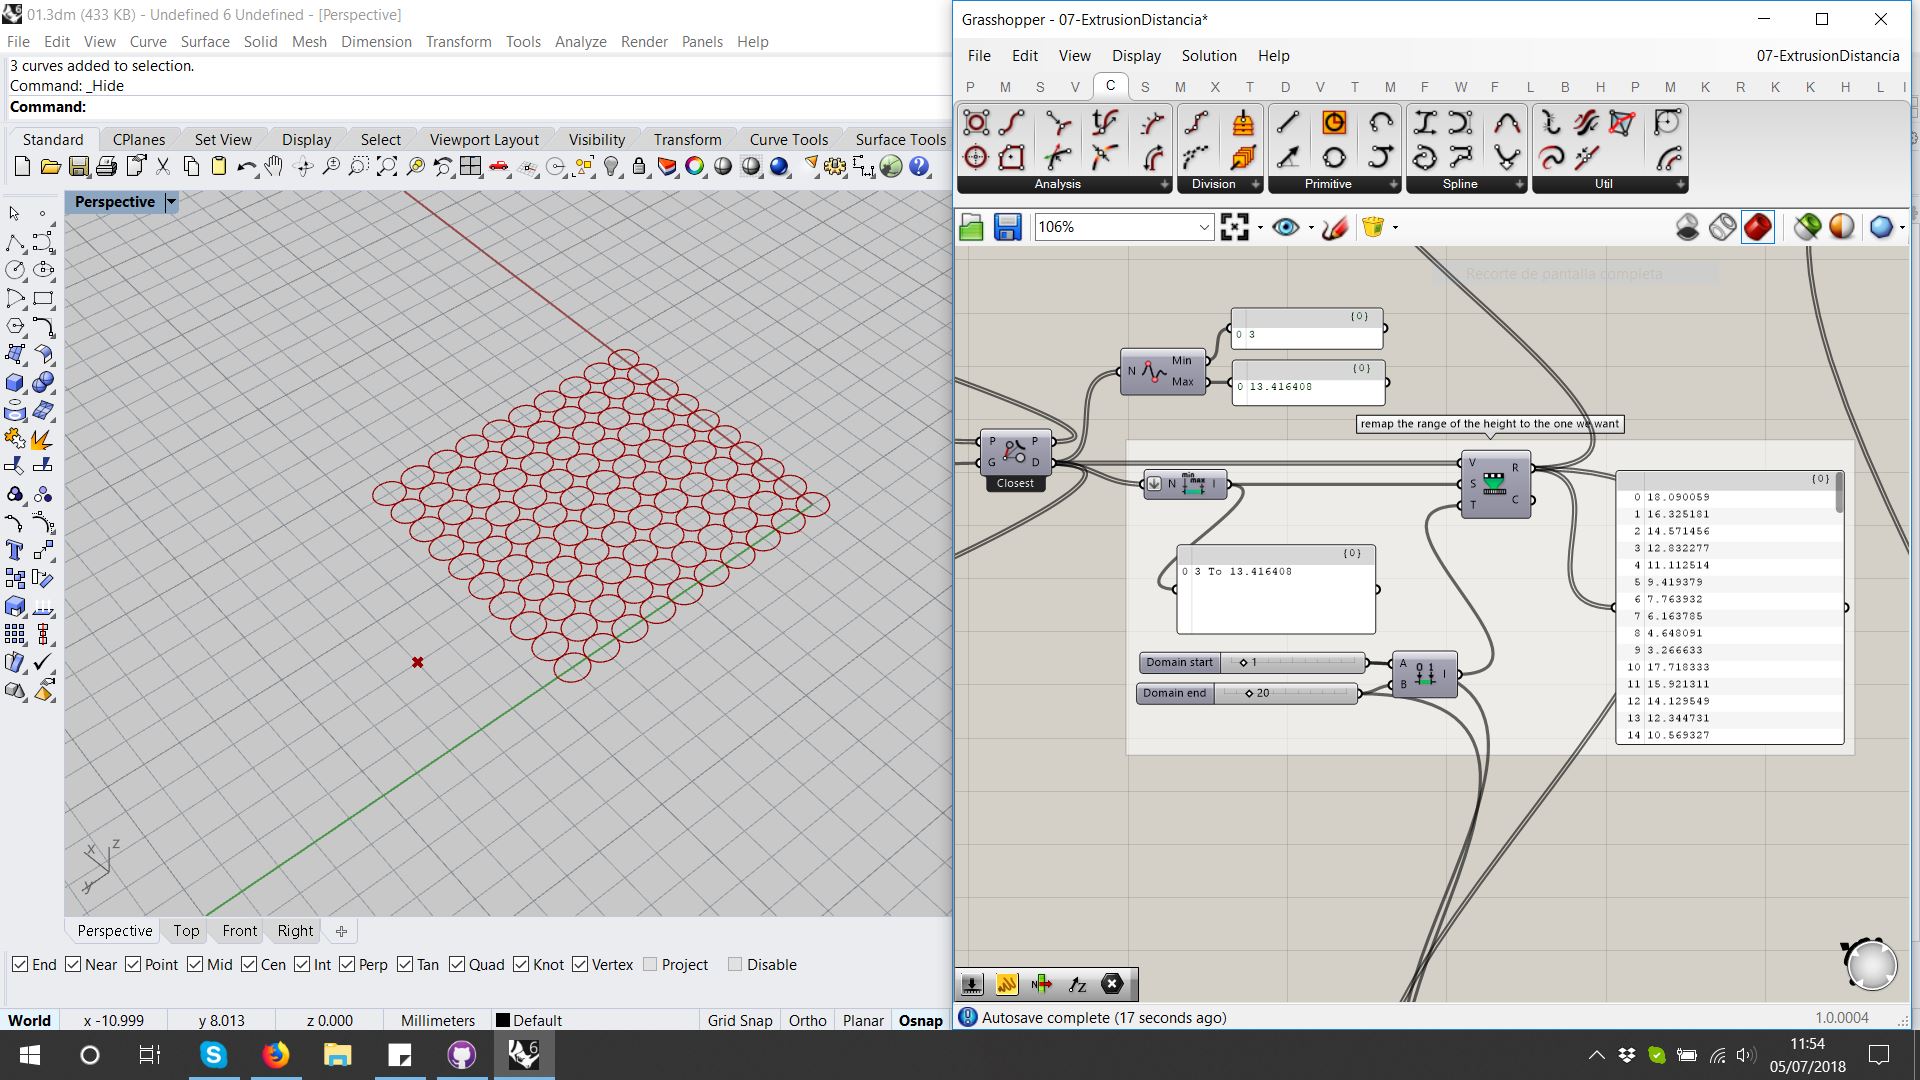 01.3dm (433 KB) - Undefined 6 Undefined - [Perspective]
File Edit View Curve Surface Solid Mesh Dimension Transform Tools Analyze Render Panels Help
3 curves added to selection.
Command: _Hide
Command:
Standard CPlanes Set View Display Select Viewport Layout Visibility Transform Curve Tools Surface Tools
Perspective
z
x
y
Perspective Top Front Right
End Near Point Mid Cen Int Perp Tan Quad Knot Vertex Project Disable
World x -10.999 y 8.013 z 0.000 Millimeters Default Grid Snap Ortho Planar Osnap
Grasshopper - 07-ExtrusionDistancia*
File Edit View Display Solution Help 07-ExtrusionDistancia
P M S V C S M X T D V T M F W F L B H P M K R K K H L I
Analysis Division Primitive Spline Util
106%
Recorte de pantalla completa
{0}
0 3
N Min
Max
{0}
0 13.416408
remap the range of the height to the one we want
P P
G D
Closest
N min max I
V R
S C
T
{0}
0 3 To 13.416408
Domain start 1
Domain end 20
A 0 1 I
B
{0}
0 18.090059
1 16.325181
2 14.571456
3 12.832277
4 11.112514
5 9.419379
6 7.763932
7 6.163785
8 4.648091
9 3.266633
10 17.718333
11 15.921311
12 14.129549
13 12.344731
14 10.569327
Autosave complete (17 seconds ago) 1.0.0004
6
11:54
05/07/2018